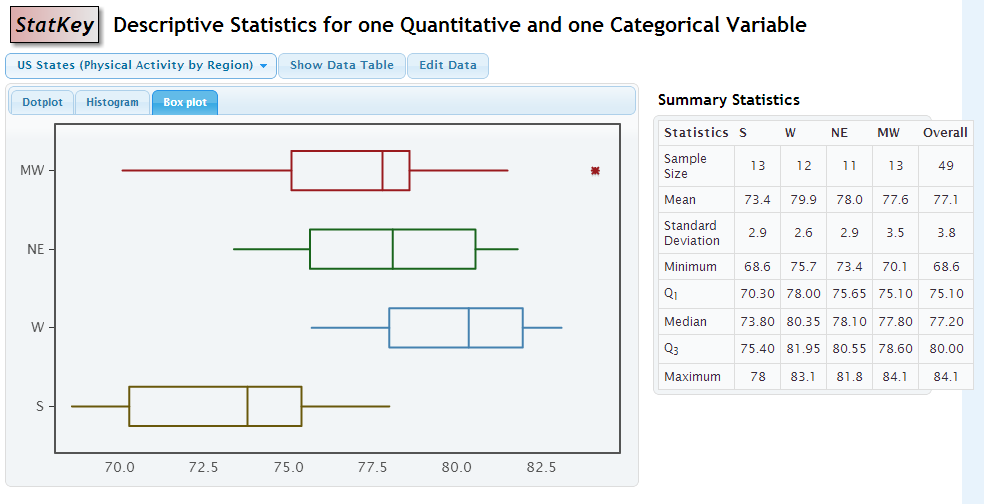 StatKey Descriptive Statistics for one Quantitative and one Categorical Variable
US States (Physical Activity by Region) Show Data Table Edit Data
Dotplot Histogram Box plot
MW
NE
W
S
70.0 72.5 75.0 77.5 80.0 82.5
Summary Statistics
Statistics S W NE MW Overall
Sample Size 13 12 11 13 49
Mean 73.4 79.9 78.0 77.6 77.1
Standard Deviation 2.9 2.6 2.9 3.5 3.8
Minimum 68.6 75.7 73.4 70.1 68.6
Q1 70.30 78.00 75.65 75.10 75.10
Median 73.80 80.35 78.10 77.80 77.20
Q3 75.40 81.95 80.55 78.60 80.00
Maximum 78 83.1 81.8 84.1 84.1